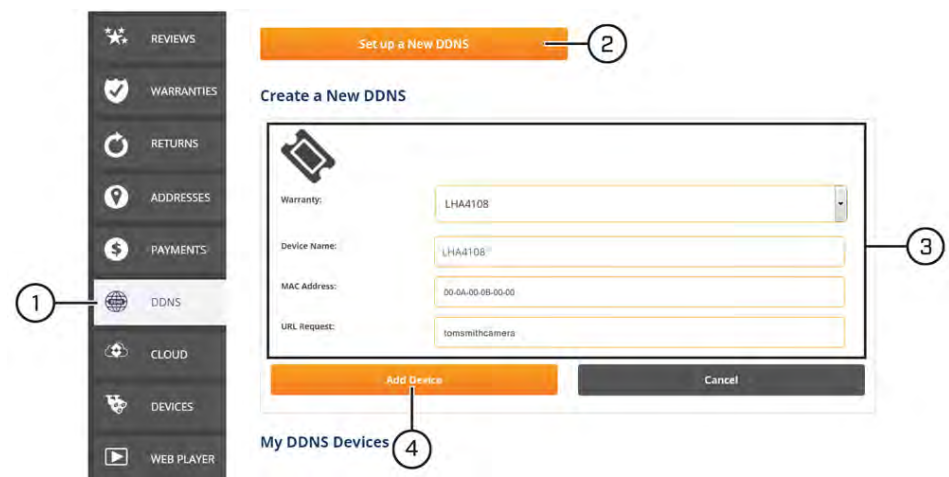 REVIEWS
WARRANTIES
RETURNS
ADDRESSES
PAYMENTS
1
DDNS
CLOUD
DEVICES
WEB PLAYER
Set up a New DDNS
2
Create a New DDNS
Warranty:
LHA4108
Device Name:
LHA4108
3
MAC Address:
00-0A-00-0B-00-00
URL Request:
tomsmithcamera
Add Device
Cancel
4
My DDNS Devices